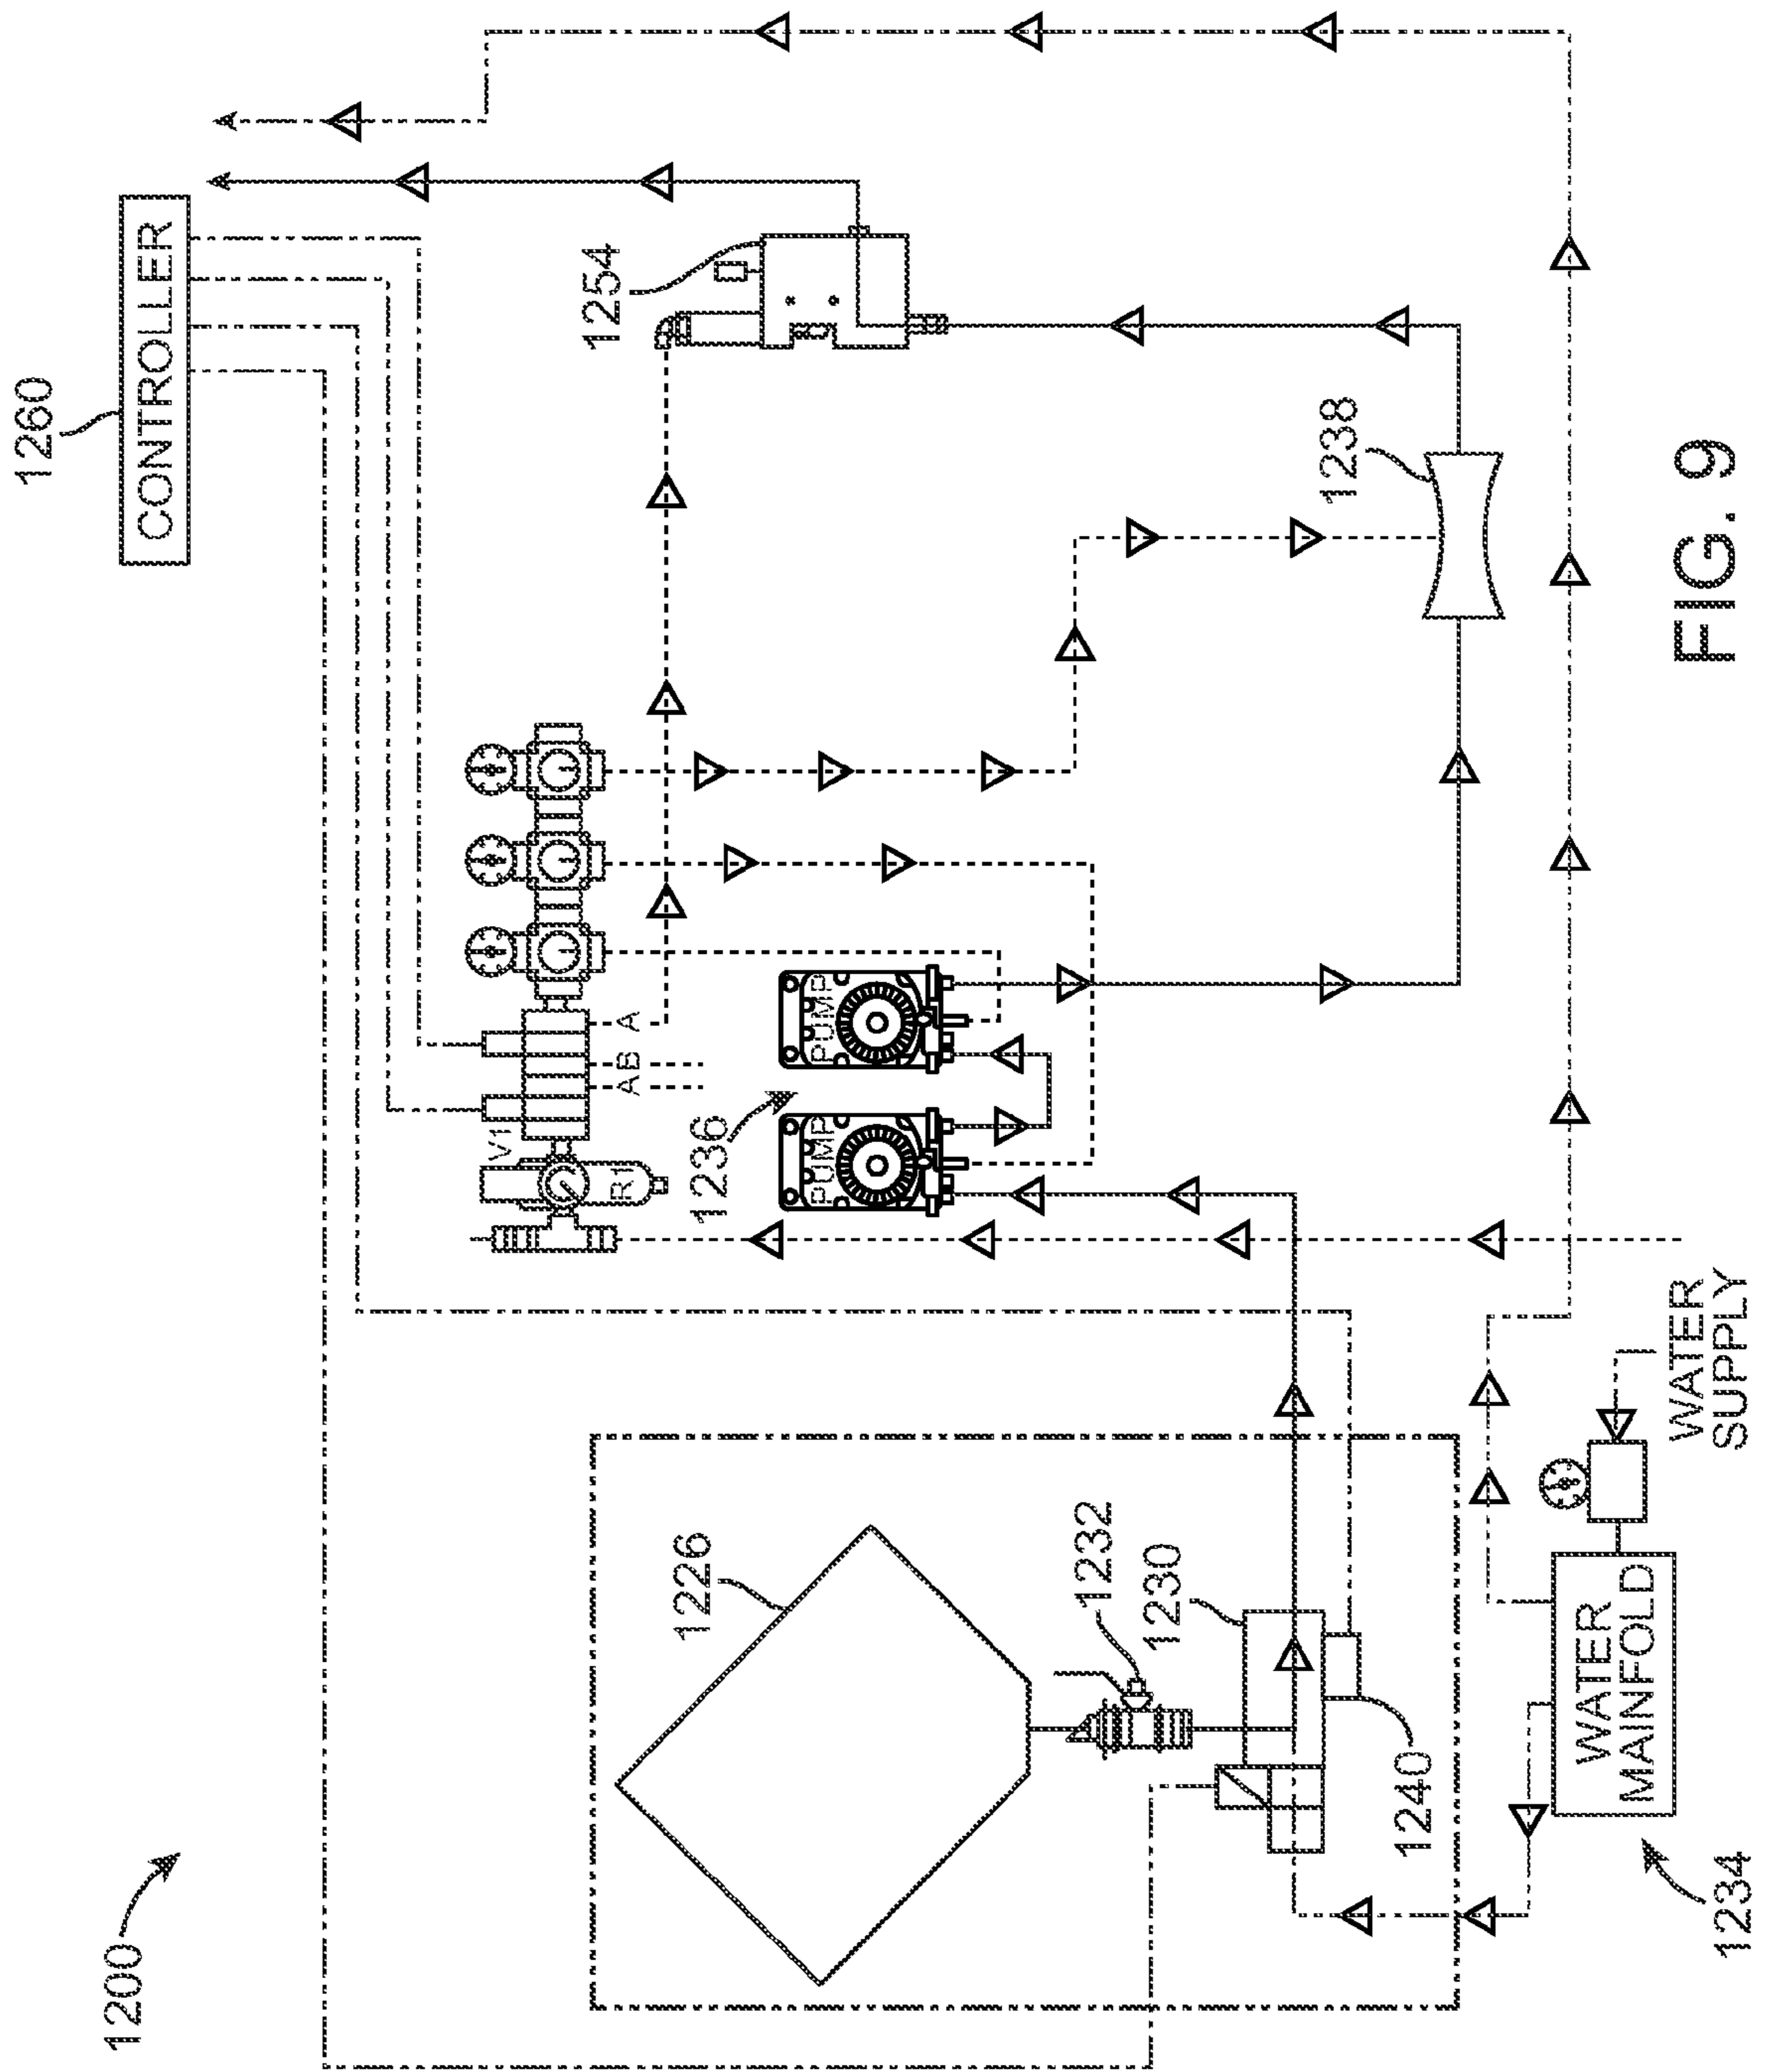 1200
1260
CONTROLLER
1254
V1
R1
AB
AB
A
1236
PUMP
PUMP
1226
1232
1230
1240
1238
WATER
MAINFOLD
1234
WATER
SUPPLY
FIG. 9